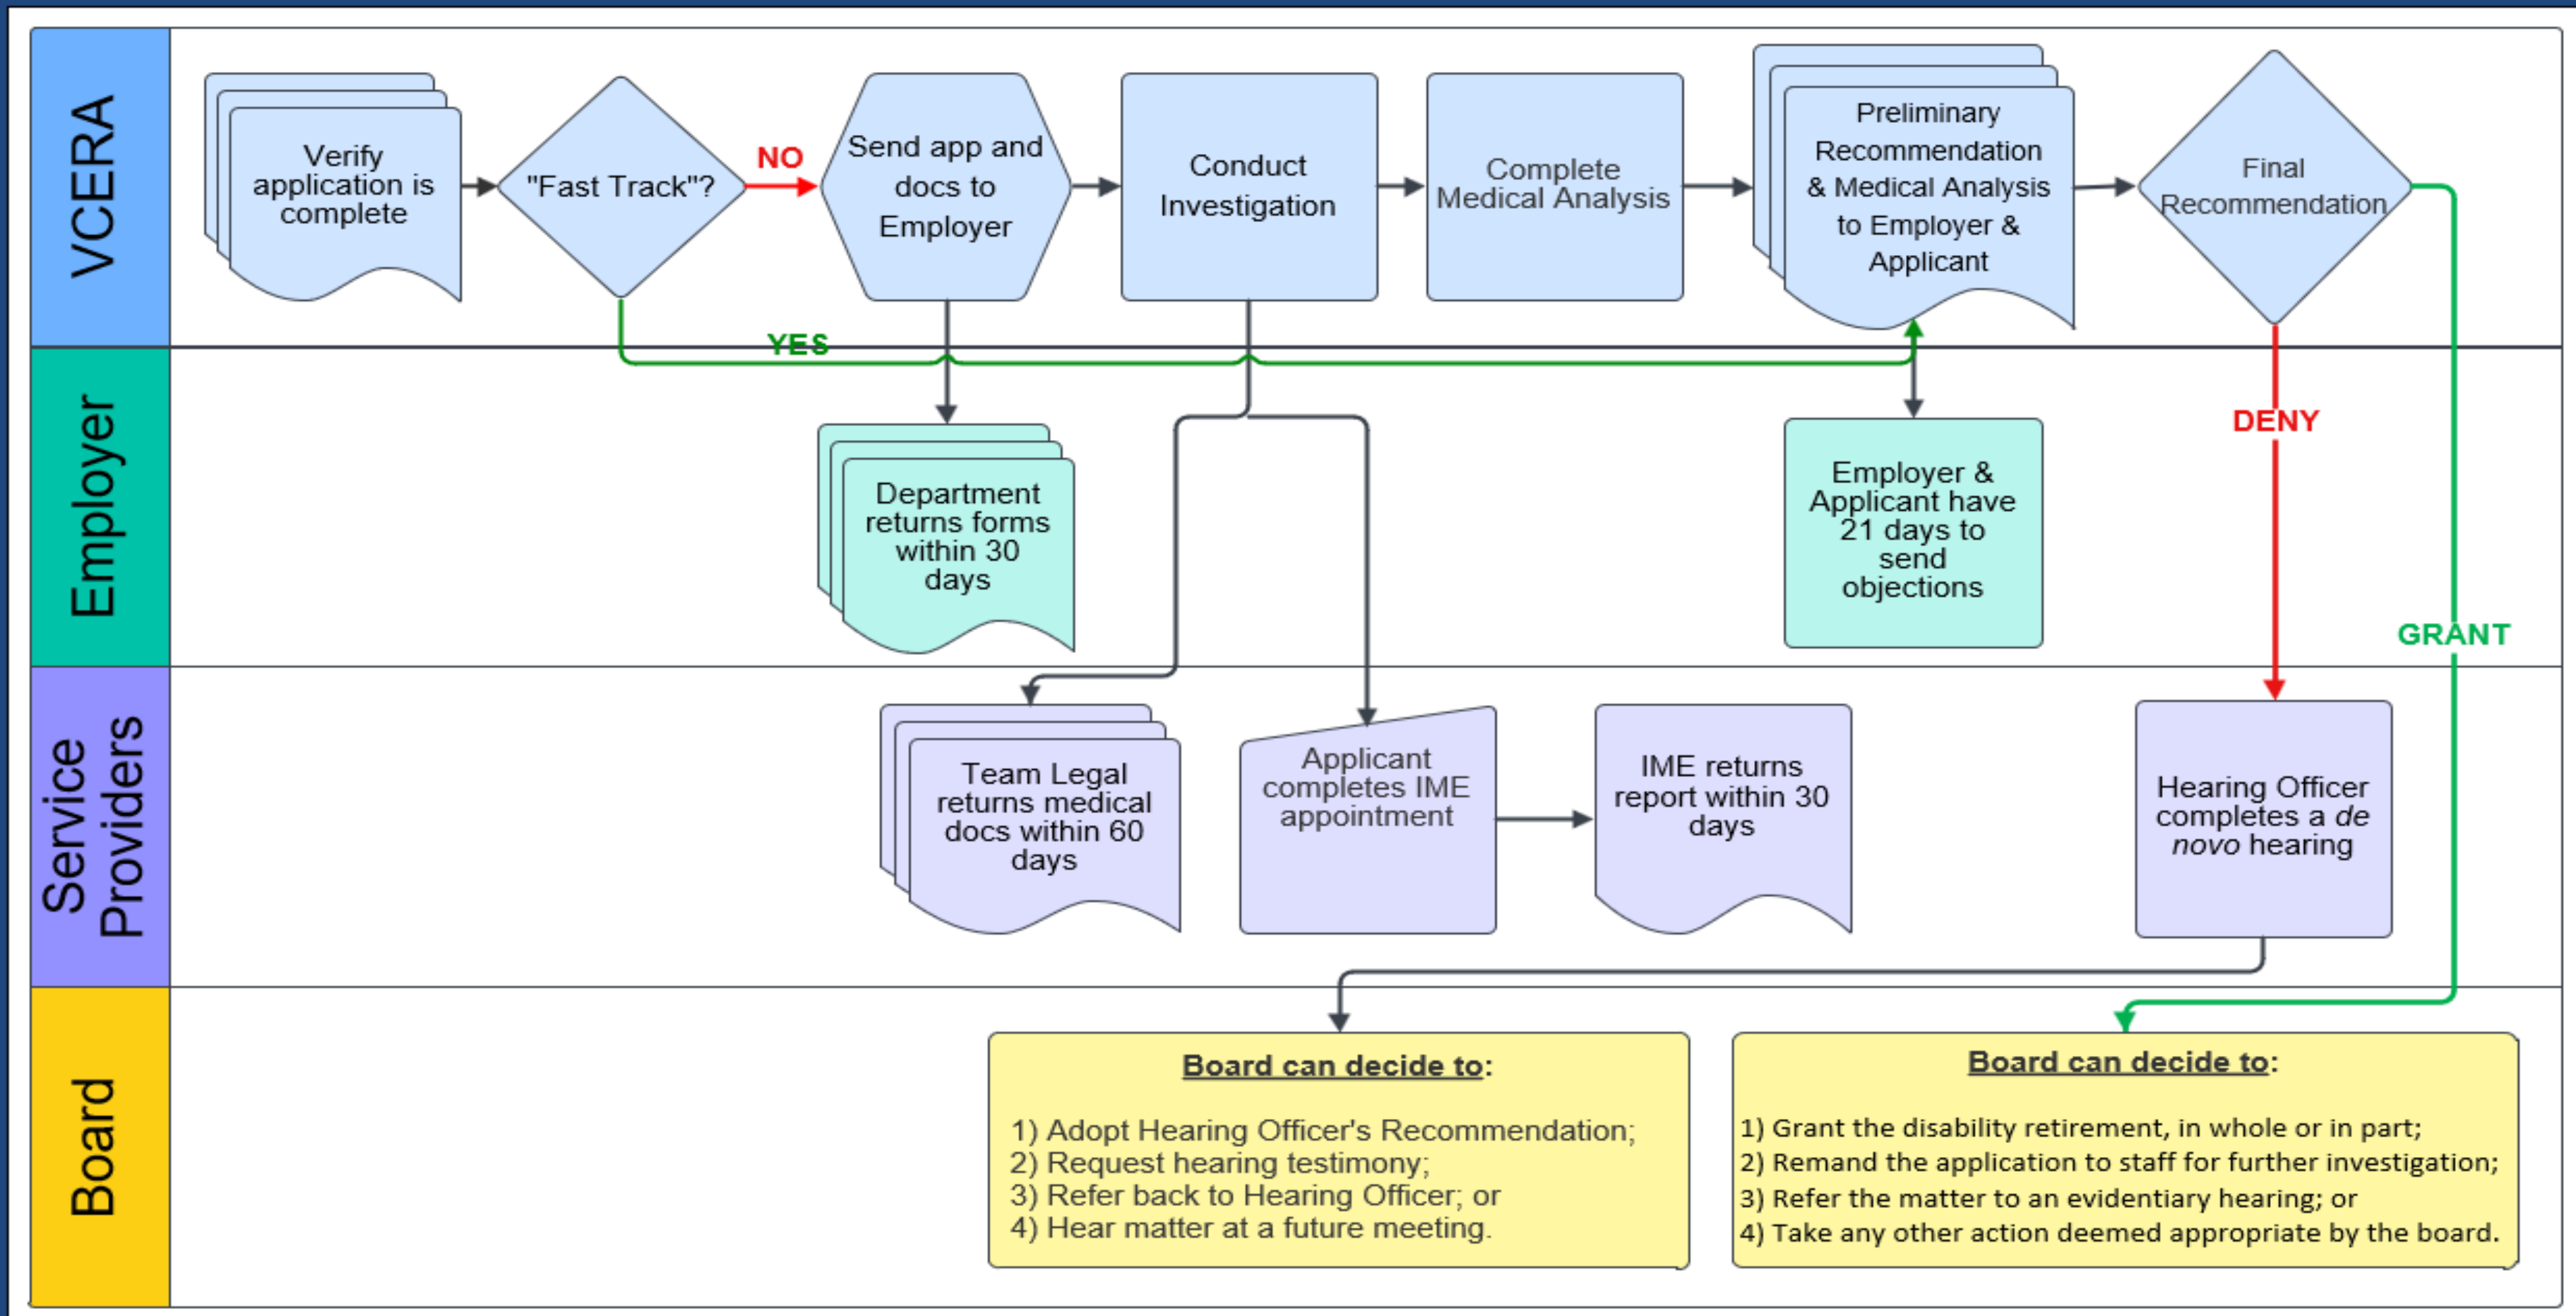 VCERA
Verify
application is
complete
"Fast Track"?
NO
YES
Send app and
docs to
Employer
Conduct
Investigation
Complete
Medical Analysis
Preliminary
Recommendation
& Medical Analysis
to Employer &
Applicant
Final
Recommendation
DENY
GRANT
Employer
Department
returns forms
within 30
days
Employer &
Applicant have
21 days to
send
objections
Service
Providers
Team Legal
returns medical
docs within 60
days
Applicant
completes IME
appointment
IME returns
report within 30
days
Hearing Officer
completes a de
novo hearing
Board
Board can decide to:
1) Adopt Hearing Officer's Recommendation;
2) Request hearing testimony;
3) Refer back to Hearing Officer; or
4) Hear matter at a future meeting.
Board can decide to:
1) Grant the disability retirement, in whole or in part;
2) Remand the application to staff for further investigation;
3) Refer the matter to an evidentiary hearing; or
4) Take any other action deemed appropriate by the board.